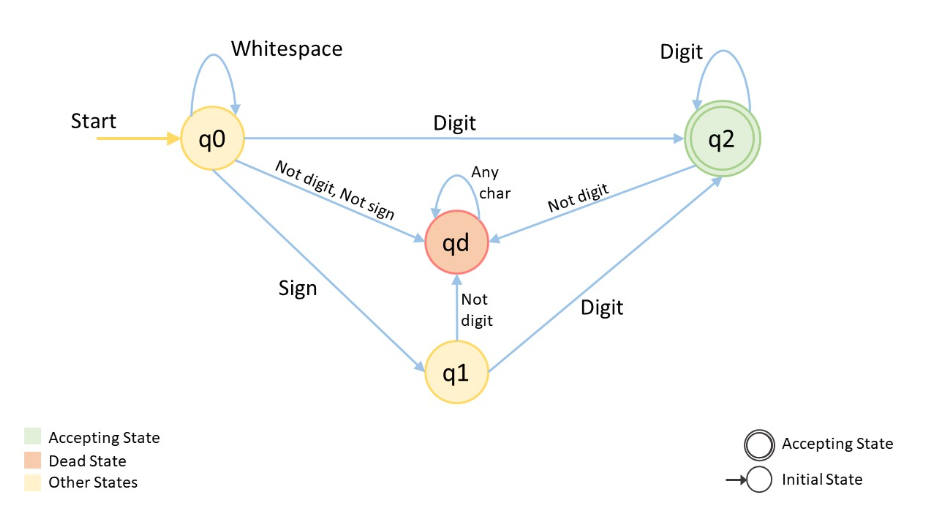 Whitespace
Digit
Start
q0
Digit
q2
Not digit, Not sign
Any
char
Not digit
qd
Sign
Not
digit
Digit
q1
Accepting State
Dead State
Other States
Accepting State
Initial State